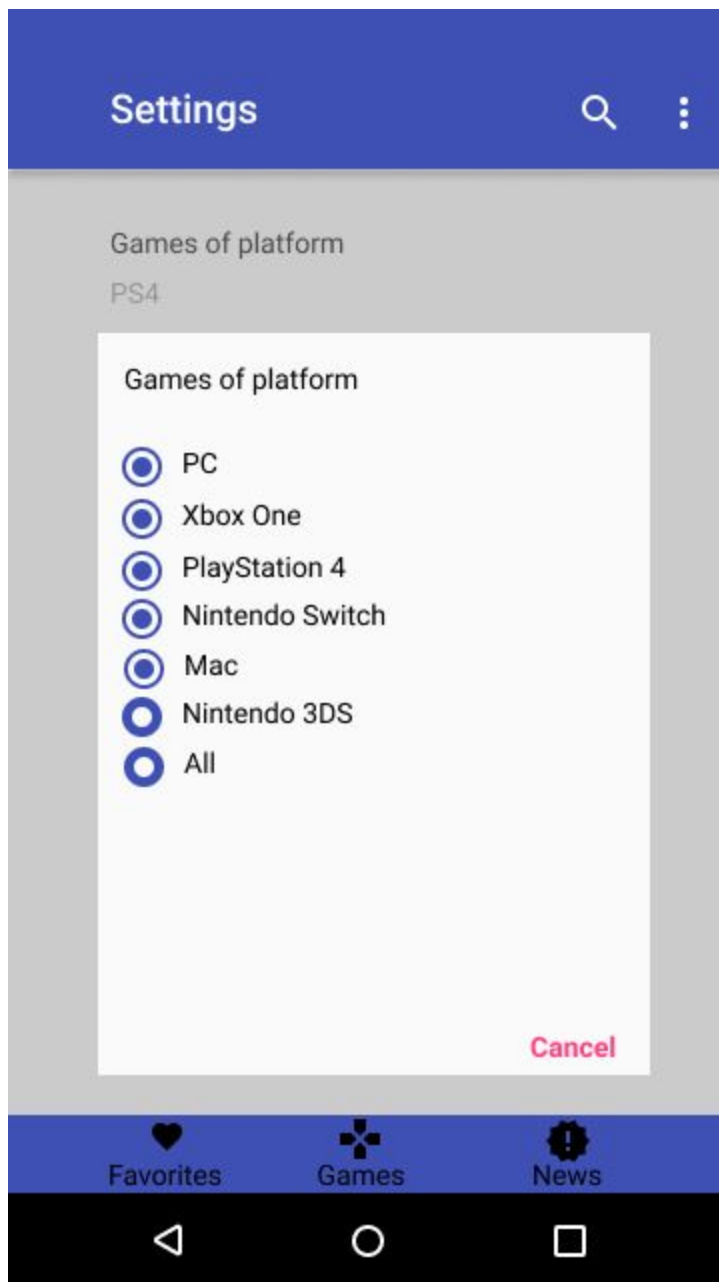 Settings
Games of platform
PS4
Games of platform
PC
Xbox One
PlayStation 4
Nintendo Switch
Mac
Nintendo 3DS
All
Cancel
Favorites Games News